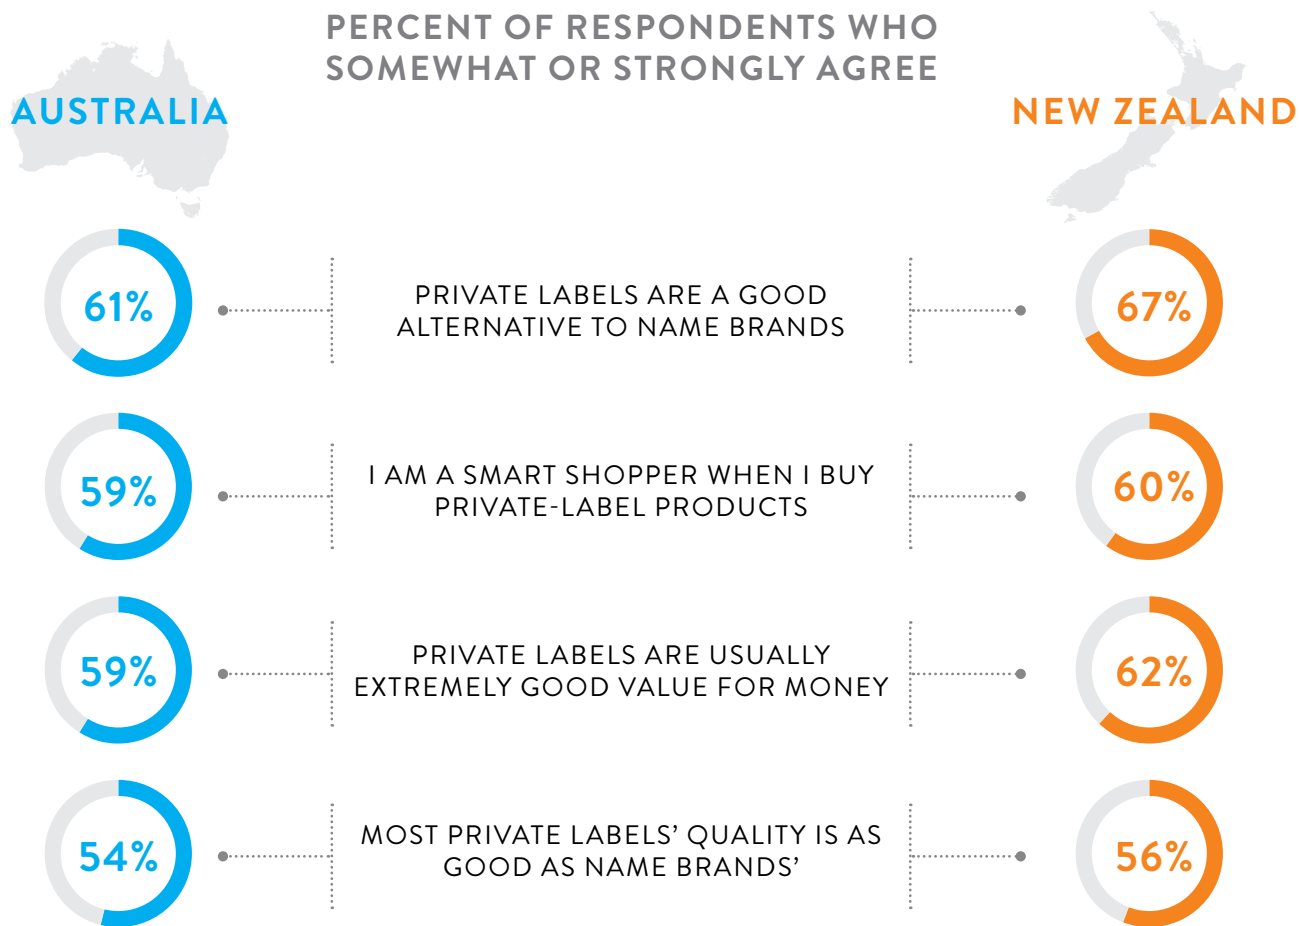 PERCENT OF RESPONDENTS WHO
SOMEWHAT OR STRONGLY AGREE
AUSTRALIA
NEW ZEALAND
61%
PRIVATE LABELS ARE A GOOD
ALTERNATIVE TO NAME BRANDS
67%
59%
I AM A SMART SHOPPER WHEN I BUY
PRIVATE-LABEL PRODUCTS
60%
59%
PRIVATE LABELS ARE USUALLY
EXTREMELY GOOD VALUE FOR MONEY
62%
54%
MOST PRIVATE LABELS’ QUALITY IS AS
GOOD AS NAME BRANDS’
56%